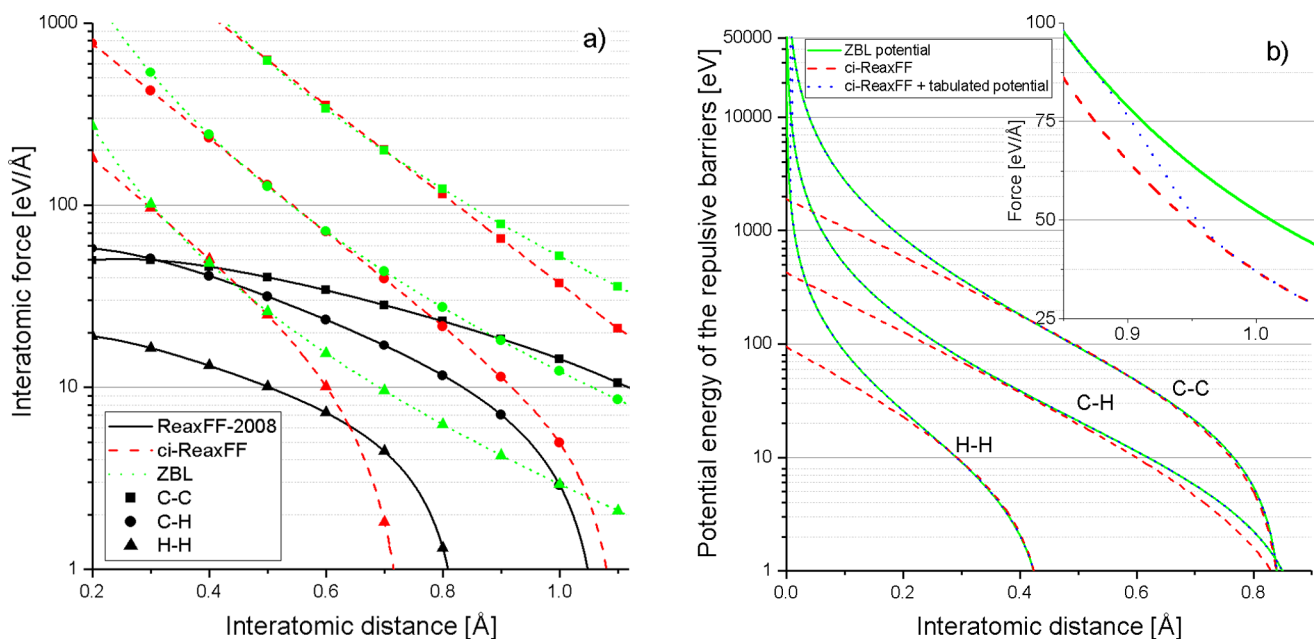 a)
Interatomic force [eV/Å]
1000
100
10
1
ReaxFF-2008
ci-ReaxFF
ZBL
C-C
C-H
H-H
0.2
0.4
0.6
0.8
1.0
Interatomic distance [Å]
b)
Potential energy of the repulsive barriers [eV]
50000
10000
1000
100
10
1
ZBL potential
ci-ReaxFF
ci-ReaxFF + tabulated potential
Force [eV/Å]
100
75
50
25
0.9
1.0
C-C
C-H
H-H
0.0
0.2
0.4
0.6
0.8
Interatomic distance [Å]